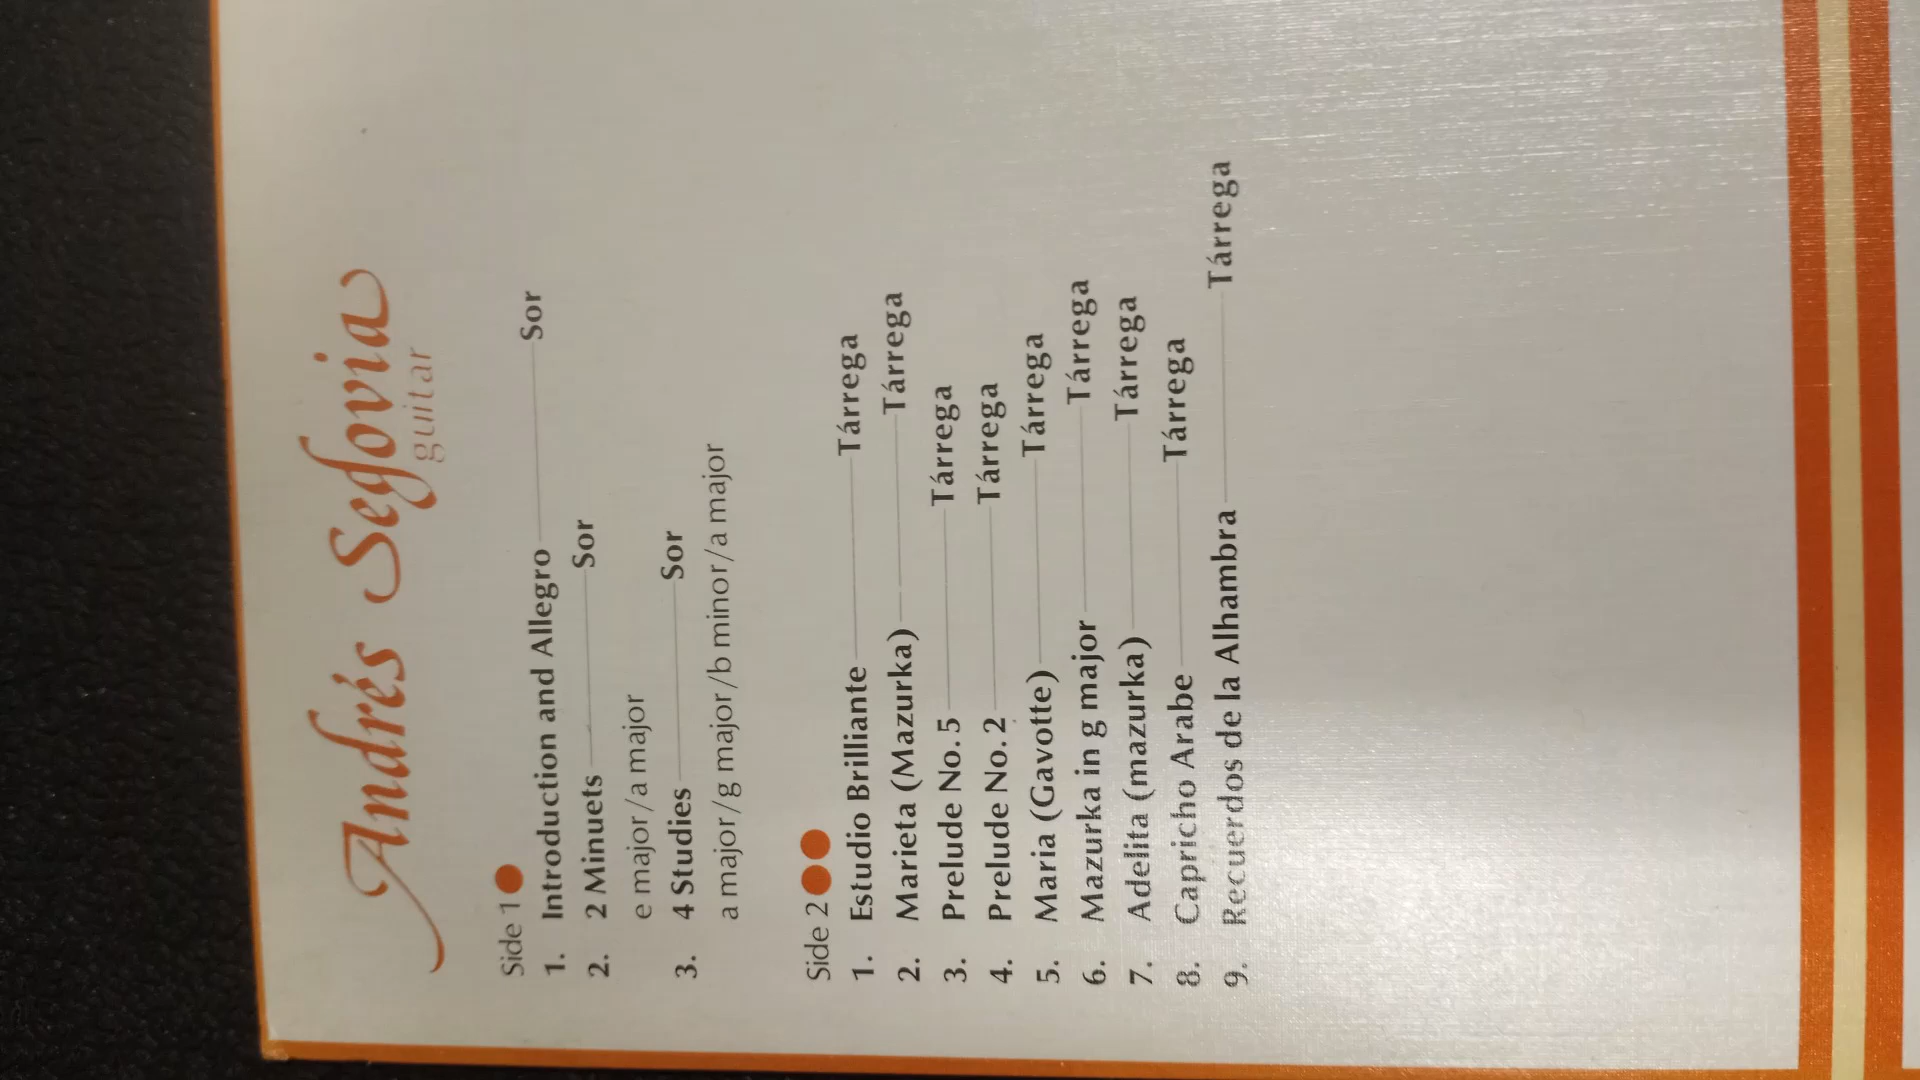 Andrés Segovia
guitar
Side 1
1. Introduction and Allegro Sor
2. 2 Minuets Sor
e major/a major
3. 4 Studies Sor
a major/g major/b minor/a major
Side 2
1. Estudio Brilliante Tárrega
2. Marieta (Mazurka) Tárrega
3. Prelude No. 5 Tárrega
4. Prelude No. 2 Tárrega
5. Maria (Gavotte) Tárrega
6. Mazurka in g major Tárrega
7. Adelita (mazurka) Tárrega
8. Capricho Arabe Tárrega
9. Recuerdos de la Alhambra Tárrega